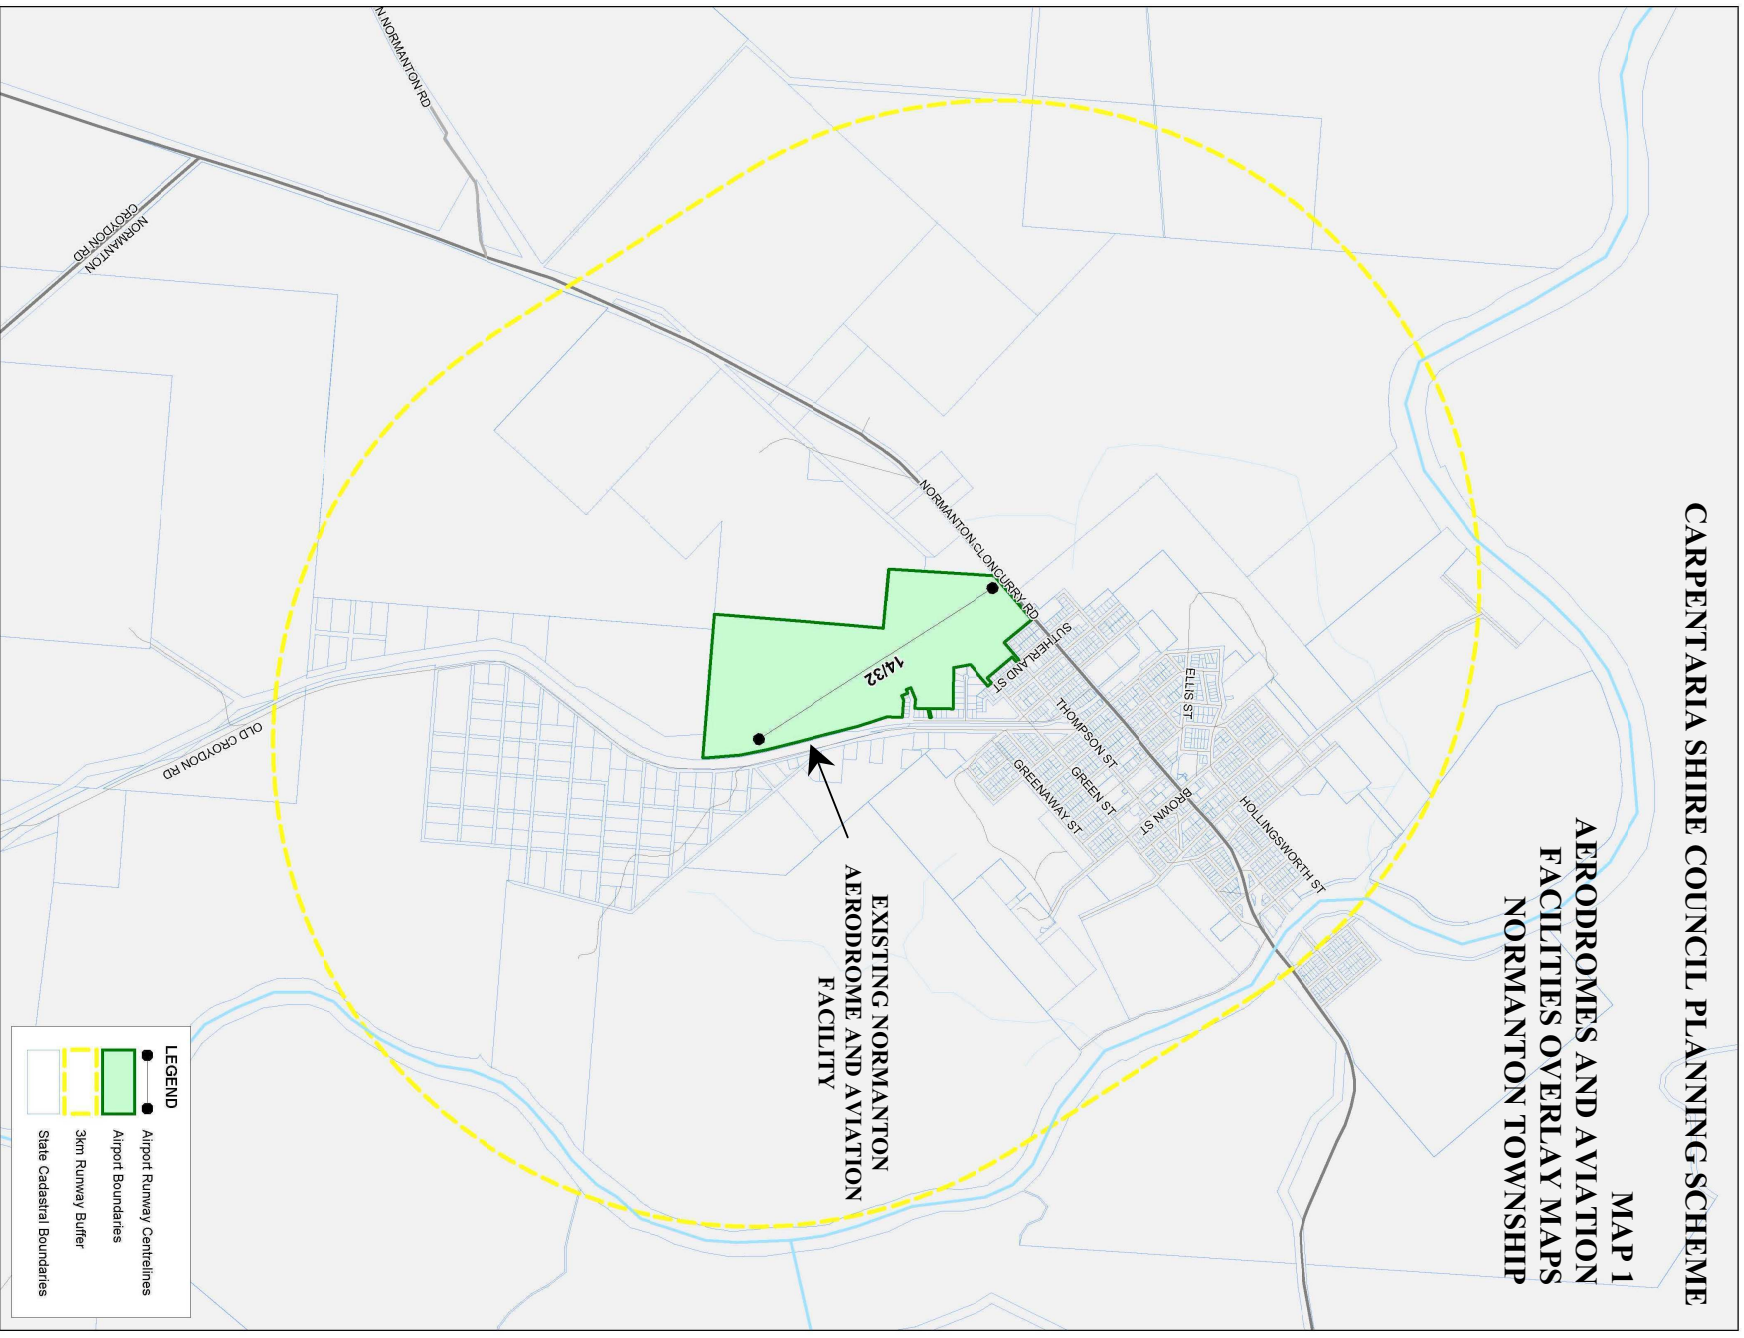 CARPENTARIA SHIRE COUNCIL PLANNING SCHEME
MAP 1
AERODROMES AND AVIATION
FACILITIES OVERLAY MAPS
NORMANTON TOWNSHIP
HOLLINGSWORTH ST
ELLIS ST
BROWN ST
THOMPSON ST
GREEN ST
GREENAWAY ST
SUTHERLAND ST
NORMANTON CLONCURRY RD
14/32
EXISTING NORMANTON
AERODROME AND AVIATION
FACILITY
N NORMANTON RD
NORMANTON
CROYDON RD
OLD CROYDON RD
LEGEND
Airport Runway Centrelines
Airport Boundaries
3km Runway Buffer
State Cadastral Boundaries